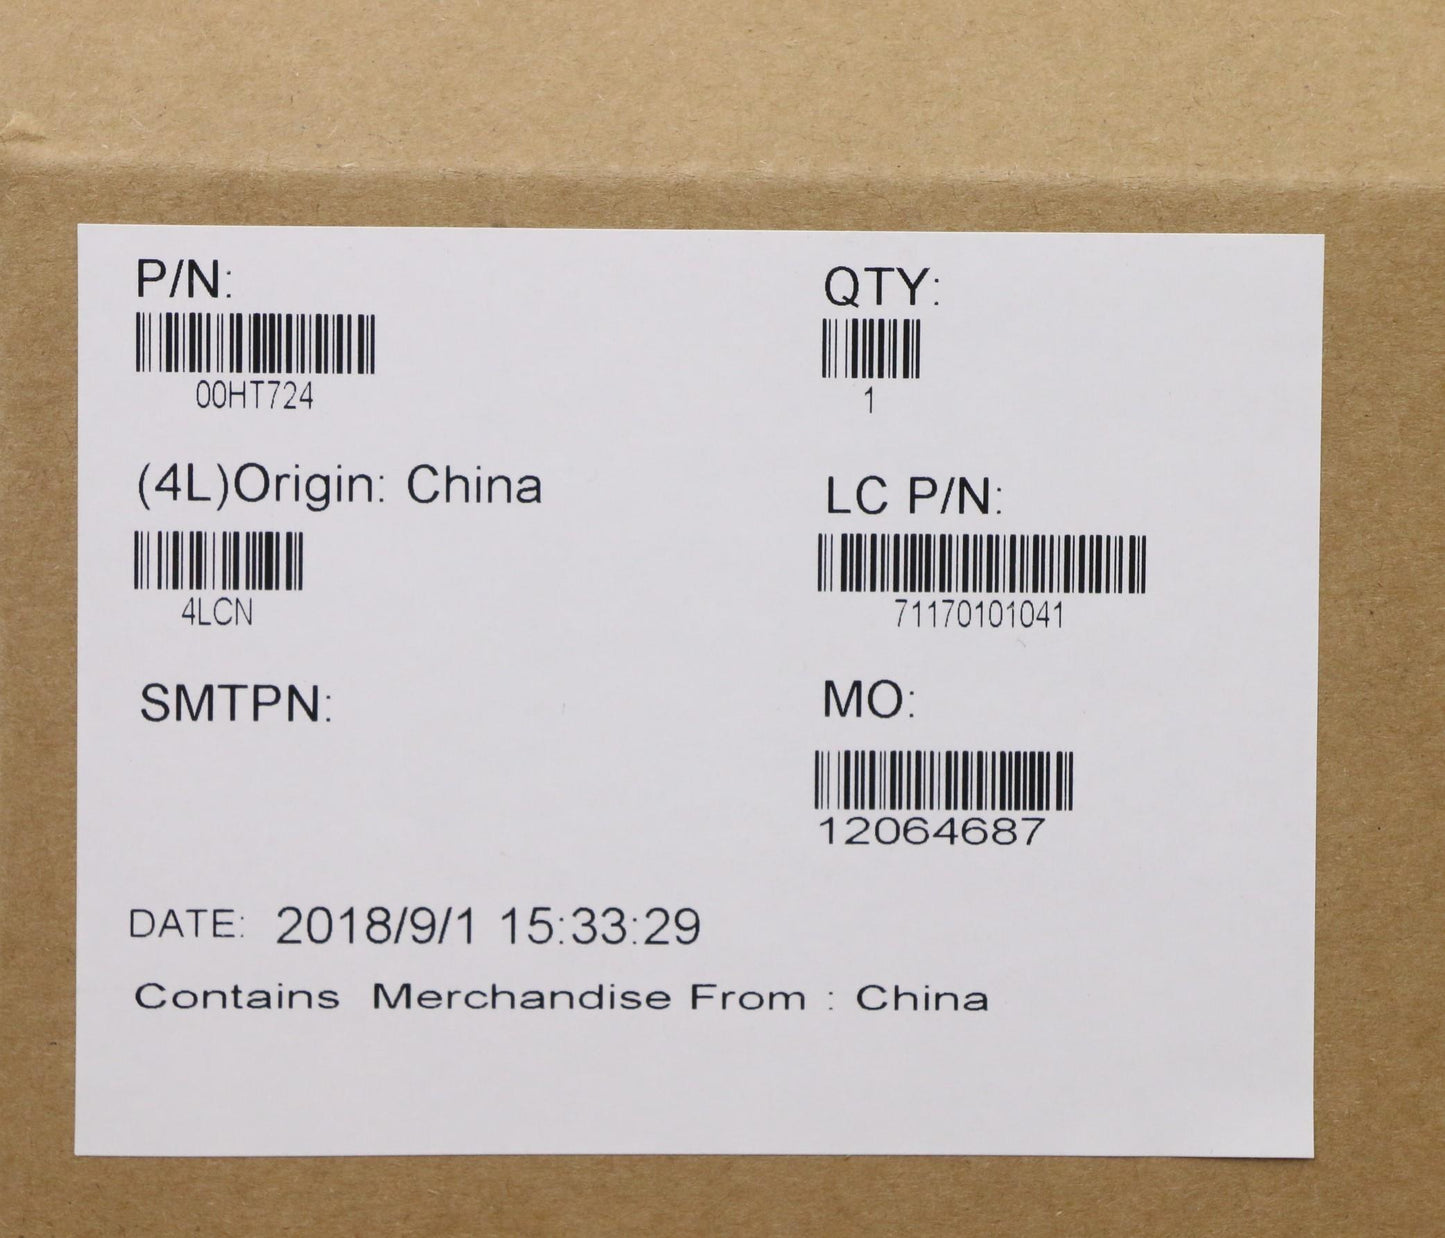 P/N:
00HT724
QTY:
1
(4L)Origin: China
4LCN
LC P/N:
71170101041
SMTPN:
MO:
12064687
DATE: 2018/9/1 15:33:29
Contains Merchandise From : China